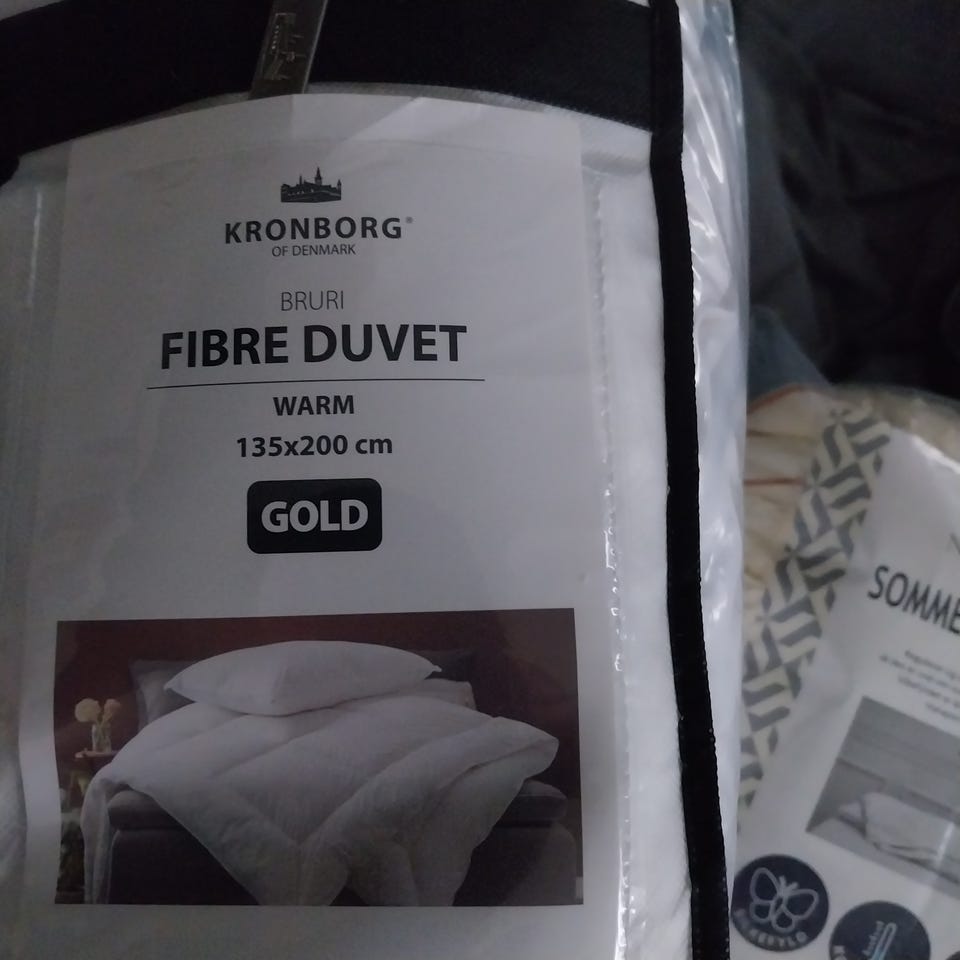 KRONBORG®
OF DENMARK
BRURI
FIBRE DUVET
WARM
135x200 cm
GOLD
SOMME